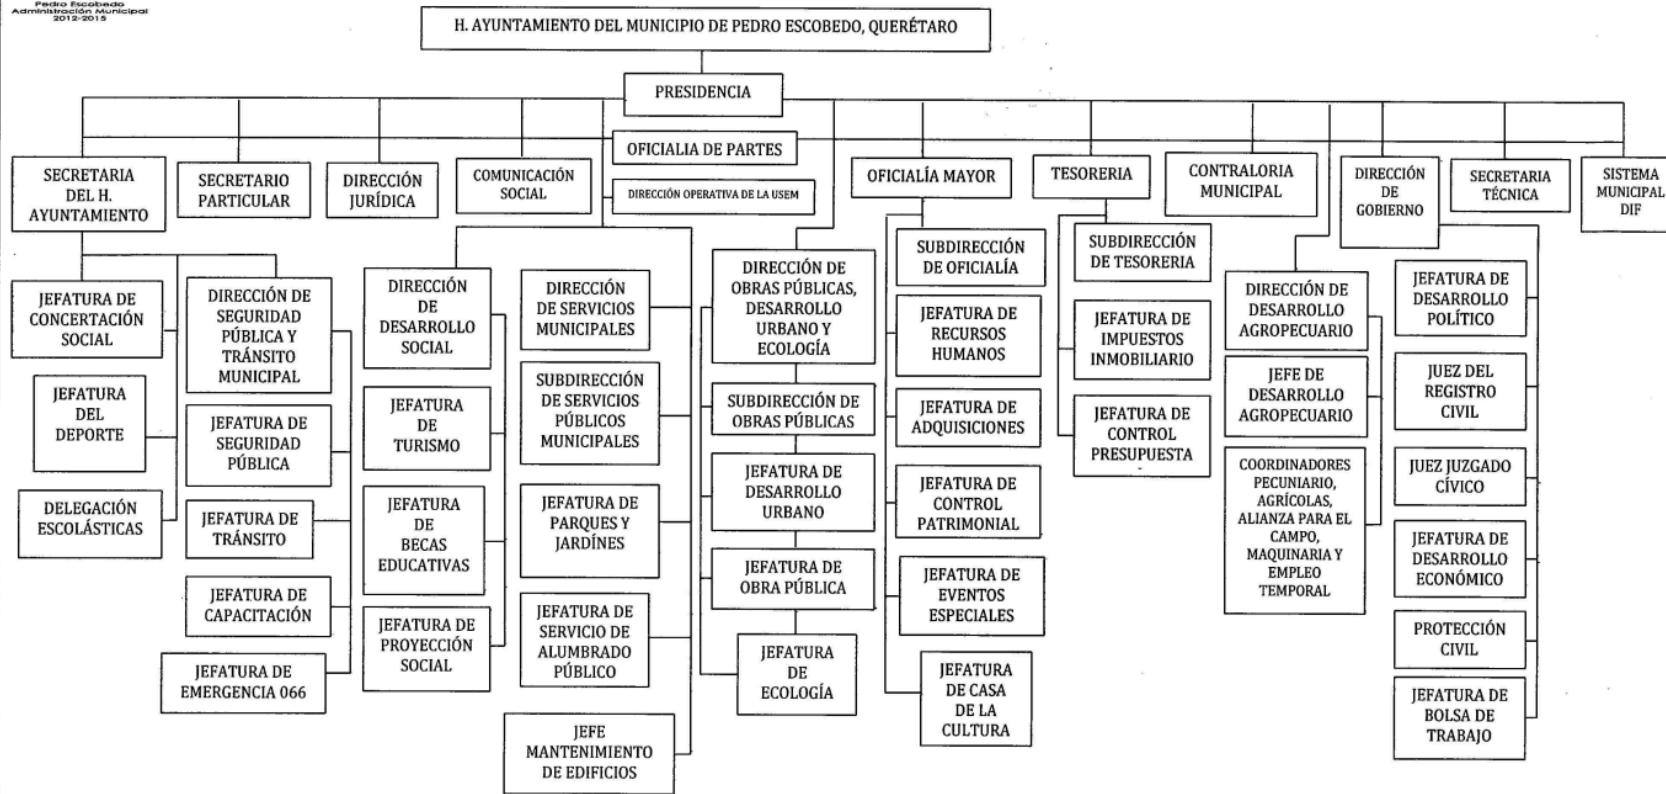 Pedro Escobedo
Administración Municipal
2012-2015
H. AYUNTAMIENTO DEL MUNICIPIO DE PEDRO ESCOBEDO, QUERÉTARO
PRESIDENCIA
OFICIALIA DE PARTES
DIRECCIÓN OPERATIVA DE LA USEM
SECRETARIA
DEL H.
AYUNTAMIENTO
SECRETARIO
PARTICULAR
DIRECCIÓN
JURÍDICA
COMUNICACIÓN
SOCIAL
OFICIALÍA MAYOR
TESORERIA
CONTRALORIA
MUNICIPAL
DIRECCIÓN
DE
GOBIERNO
SECRETARIA
TÉCNICA
SISTEMA
MUNICIPAL
DIF
JEFATURA DE
CONCERTACIÓN
SOCIAL
JEFATURA
DEL
DEPORTE
DELEGACIÓN
ESCOLÁSTICAS
DIRECCIÓN DE
SEGURIDAD
PÚBLICA Y
TRÁNSITO
MUNICIPAL
JEFATURA DE
SEGURIDAD
PÚBLICA
JEFATURA DE
TRÁNSITO
JEFATURA DE
CAPACITACIÓN
JEFATURA DE
EMERGENCIA 066
DIRECCIÓN
DE
DESARROLLO
SOCIAL
JEFATURA
DE
TURISMO
JEFATURA
DE
BECAS
EDUCATIVAS
JEFATURA DE
PROYECCIÓN
SOCIAL
DIRECCIÓN
DE SERVICIOS
MUNICIPALES
SUBDIRECCIÓN
DE SERVICIOS
PÚBLICOS
MUNICIPALES
JEFATURA DE
PARQUES Y
JARDÍNES
JEFATURA DE
SERVICIO DE
ALUMBRADO
PÚBLICO
JEFE
MANTENIMIENTO
DE EDIFICIOS
DIRECCIÓN DE
OBRAS PÚBLICAS,
DESARROLLO
URBANO Y
ECOLOGÍA
SUBDIRECCIÓN DE
OBRAS PÚBLICAS
JEFATURA DE
DESARROLLO
URBANO
JEFATURA DE
OBRA PÚBLICA
JEFATURA
DE
ECOLOGÍA
SUBDIRECCIÓN
DE OFICIALÍA
JEFATURA DE
RECURSOS
HUMANOS
JEFATURA DE
ADQUISICIONES
JEFATURA DE
CONTROL
PATRIMONIAL
JEFATURA DE
EVENTOS
ESPECIALES
JEFATURA
DE CASA
DE LA
CULTURA
SUBDIRECCIÓN
DE TESORERIA
JEFATURA DE
IMPUESTOS
INMOBILIARIO
JEFATURA DE
CONTROL
PRESUPUESTA
DIRECCIÓN DE
DESARROLLO
AGROPECUARIO
JEFE DE
DESARROLLO
AGROPECUARIO
COORDINADORES
PECUNIARIO,
AGRÍCOLAS,
ALIANZA PARA EL
CAMPO,
MAQUINARIA Y
EMPLEO
TEMPORAL
JEFATURA DE
DESARROLLO
POLÍTICO
JUEZ DEL
REGISTRO
CIVIL
JUEZ JUZGADO
CÍVICO
JEFATURA DE
DESARROLLO
ECONÓMICO
PROTECCIÓN
CIVIL
JEFATURA DE
BOLSA DE
TRABAJO